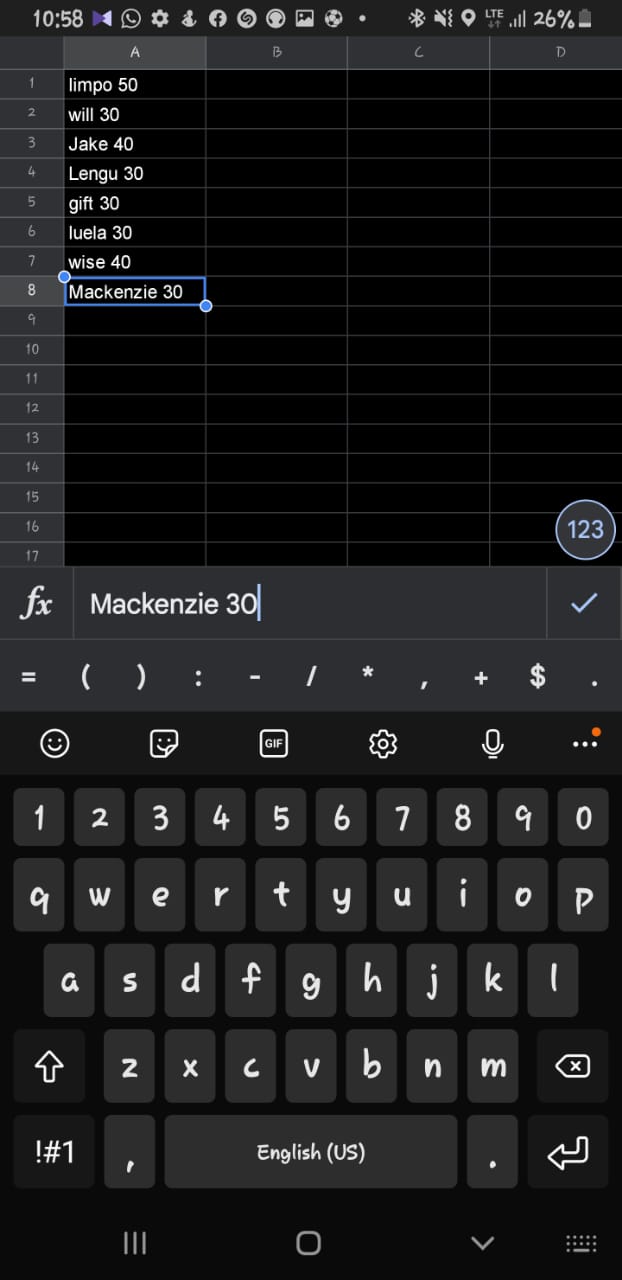 10:58 LTE 26%
A B C D
1 limpo 50
2 will 30
3 Jake 40
4 Lengu 30
5 gift 30
6 luela 30
7 wise 40
8 Mackenzie 30
9
10
11
12
13
14
15
16
17
123
fx Mackenzie 30
= ( ) : - / * , + $ .
GIF
1 2 3 4 5 6 7 8 9 0
q w e r t y u i o p
a s d f g h j k l
z x c v b n m
!#1 , English (US) .